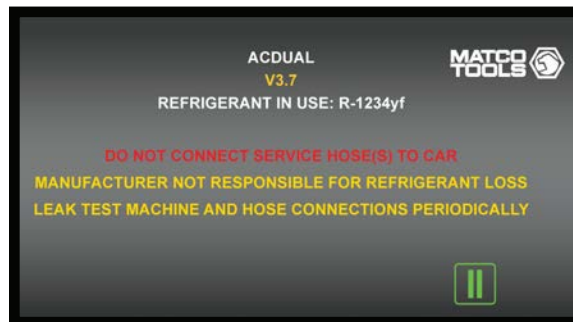 ACDUAL
MATCO
TOOLS
V3.7
REFRIGERANT IN USE: R-1234yf
DO NOT CONNECT SERVICE HOSE(S) TO CAR
MANUFACTURER NOT RESPONSIBLE FOR REFRIGERANT LOSS
LEAK TEST MACHINE AND HOSE CONNECTIONS PERIODICALLY